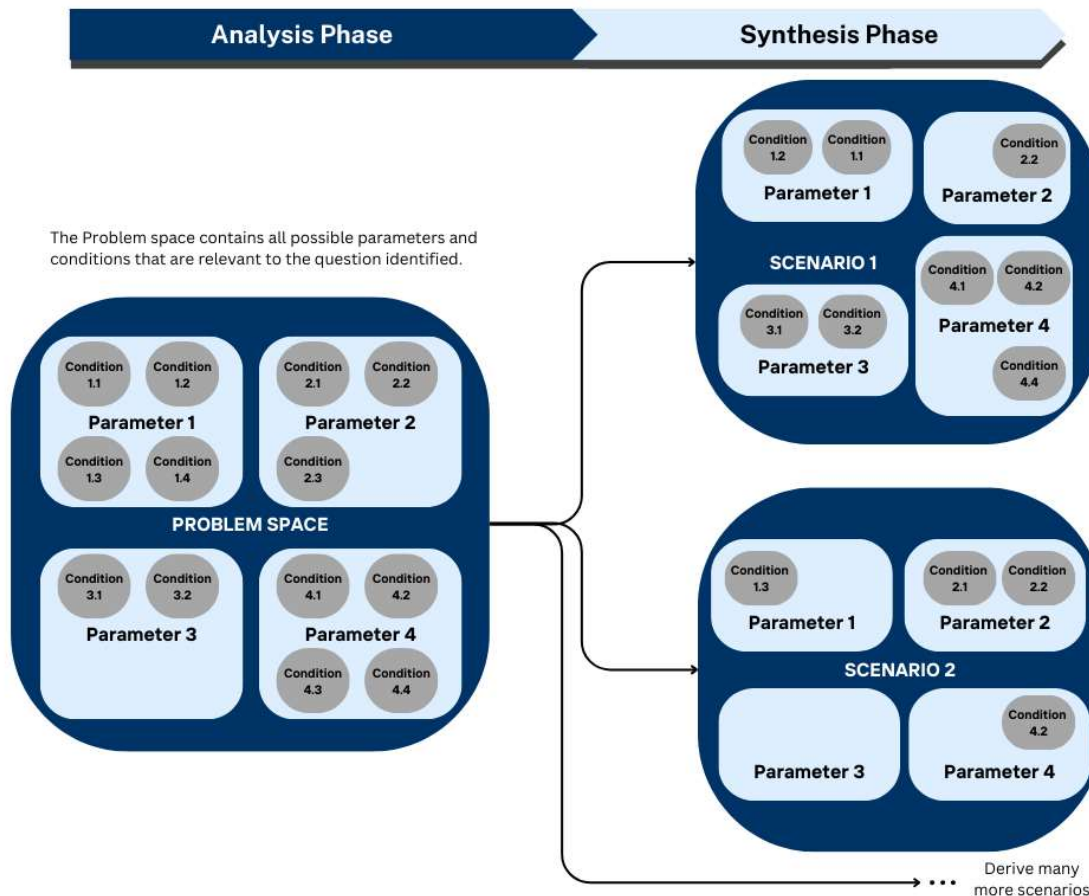 Analysis Phase
Synthesis Phase
The Problem space contains all possible parameters and
conditions that are relevant to the question identified.
Condition
1.1
Condition
1.2
Parameter 1
Condition
1.3
Condition
1.4
Condition
2.1
Condition
2.2
Parameter 2
Condition
2.3
PROBLEM SPACE
Condition
3.1
Condition
3.2
Parameter 3
Condition
4.1
Condition
4.2
Parameter 4
Condition
4.3
Condition
4.4
Condition
1.2
Condition
1.1
Parameter 1
Condition
2.2
Parameter 2
SCENARIO 1
Condition
3.1
Condition
3.2
Parameter 3
Condition
4.1
Condition
4.2
Parameter 4
Condition
4.4
Condition
1.3
Parameter 1
Condition
2.1
Condition
2.2
Parameter 2
SCENARIO 2
Parameter 3
Condition
4.2
Parameter 4
Derive many
more scenarios